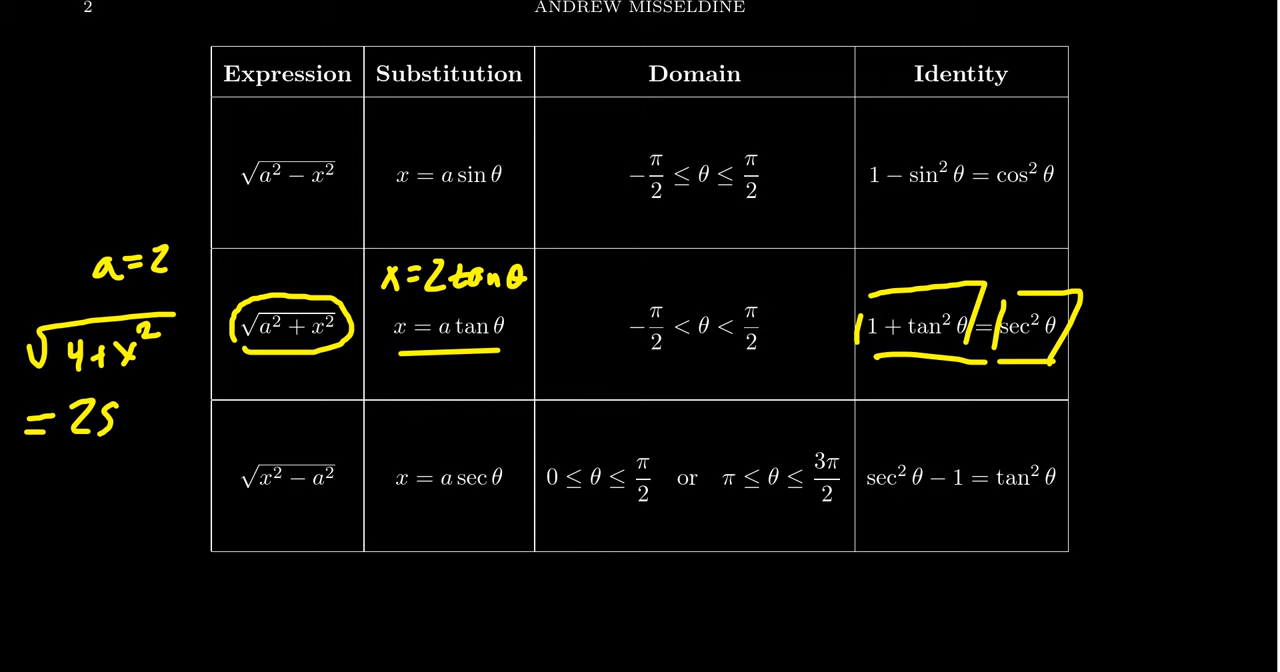 2 ANDREW MISSELDINE
Expression Substitution Domain Identity
√(a² − x²) x = a sin θ −π/2 ≤ θ ≤ π/2 1 − sin² θ = cos² θ
a=2
x=2tanθ
√(a² + x²) x = a tan θ −π/2 < θ < π/2 1 + tan² θ = sec² θ
√(4+x²)
= 2s
√(x² − a²) x = a sec θ 0 ≤ θ ≤ π/2 or π ≤ θ ≤ 3π/2 sec² θ − 1 = tan² θ